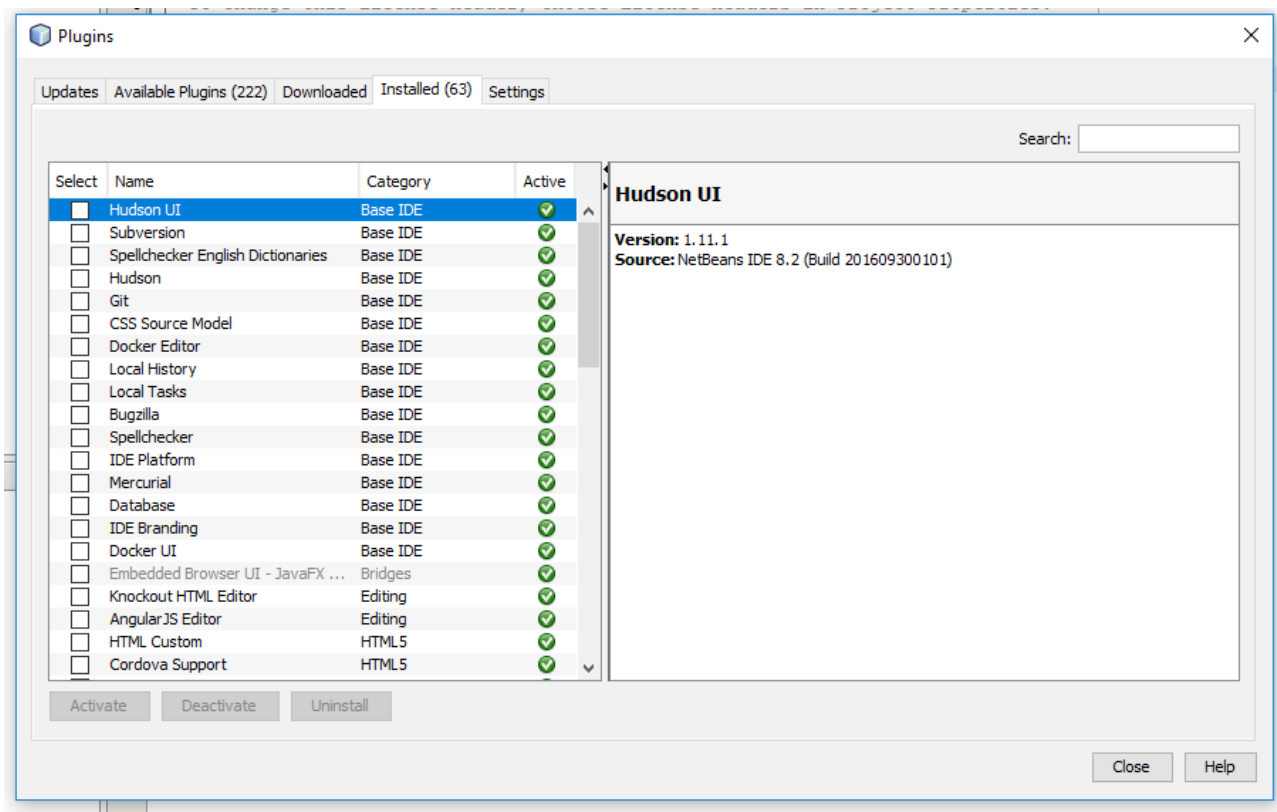 Plugins
Updates Available Plugins (222) Downloaded Installed (63) Settings
Search:
Select Name Category Active
Hudson UI Base IDE
Subversion Base IDE
Spellchecker English Dictionaries Base IDE
Hudson Base IDE
Git Base IDE
CSS Source Model Base IDE
Docker Editor Base IDE
Local History Base IDE
Local Tasks Base IDE
Bugzilla Base IDE
Spellchecker Base IDE
IDE Platform Base IDE
Mercurial Base IDE
Database Base IDE
IDE Branding Base IDE
Docker UI Base IDE
Embedded Browser UI - JavaFX ... Bridges
Knockout HTML Editor Editing
AngularJS Editor Editing
HTML Custom HTML5
Cordova Support HTML5
Hudson UI
Version: 1.11.1
Source: NetBeans IDE 8.2 (Build 201609300101)
Activate Deactivate Uninstall
Close Help